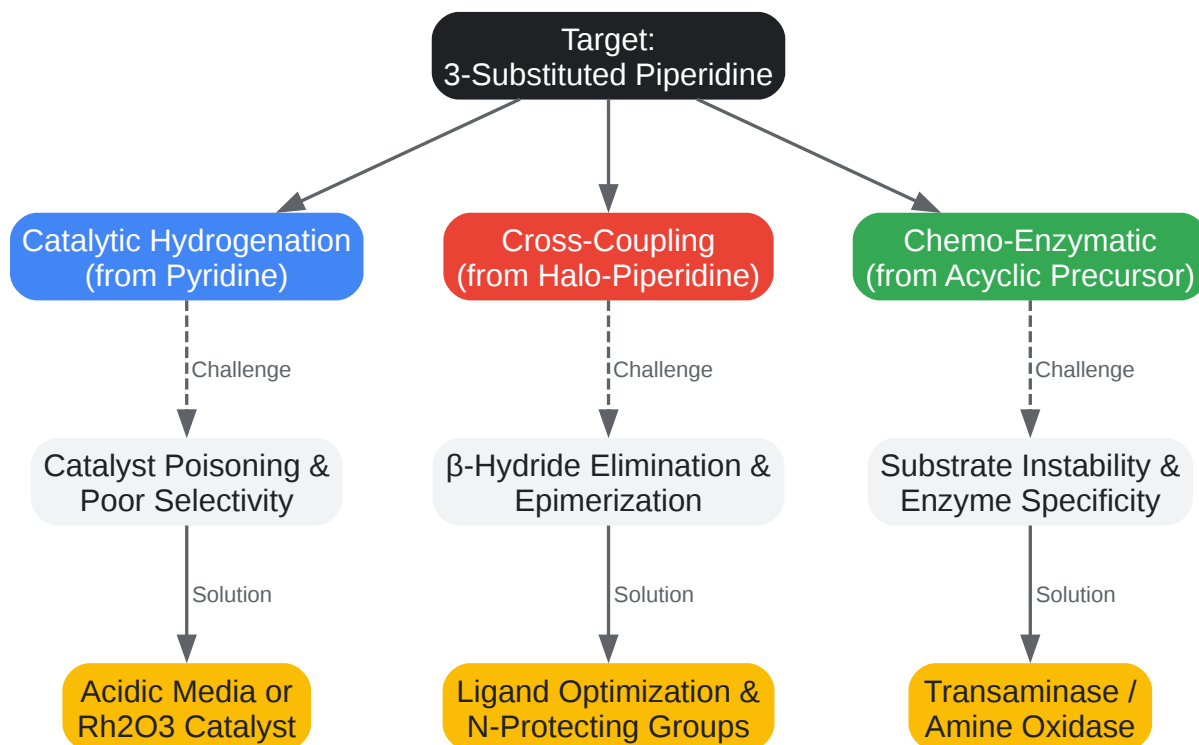 Target:
3-Substituted Piperidine
Catalytic Hydrogenation
(from Pyridine)
Cross-Coupling
(from Halo-Piperidine)
Chemo-Enzymatic
(from Acyclic Precursor)
Challenge
Challenge
Challenge
Catalyst Poisoning &
Poor Selectivity
β-Hydride Elimination &
Epimerization
Substrate Instability &
Enzyme Specificity
Solution
Solution
Solution
Acidic Media or
Rh2O3 Catalyst
Ligand Optimization &
N-Protecting Groups
Transaminase /
Amine Oxidase